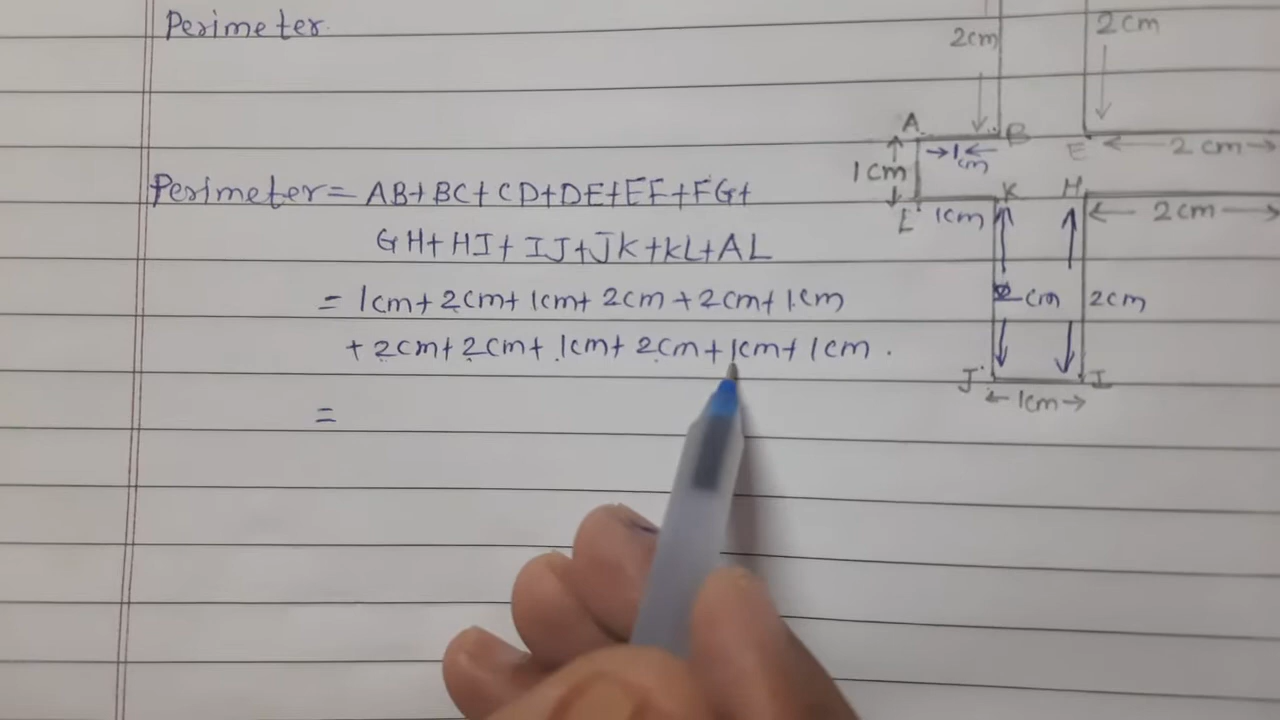 Perimeter.
2cm
2cm
A
B
1cm
1cm
E
2 cm
Perimeter = AB+BC+CD+DE+EF+FG+
K
H
L
1cm
2cm
GH+HI+IJ+JK+KL+AL
= 1cm+2cm+1cm+2cm+2cm+1cm
2cm
2cm
+2cm+2cm+1cm+2cm+1cm+1cm.
J
I
1cm
=